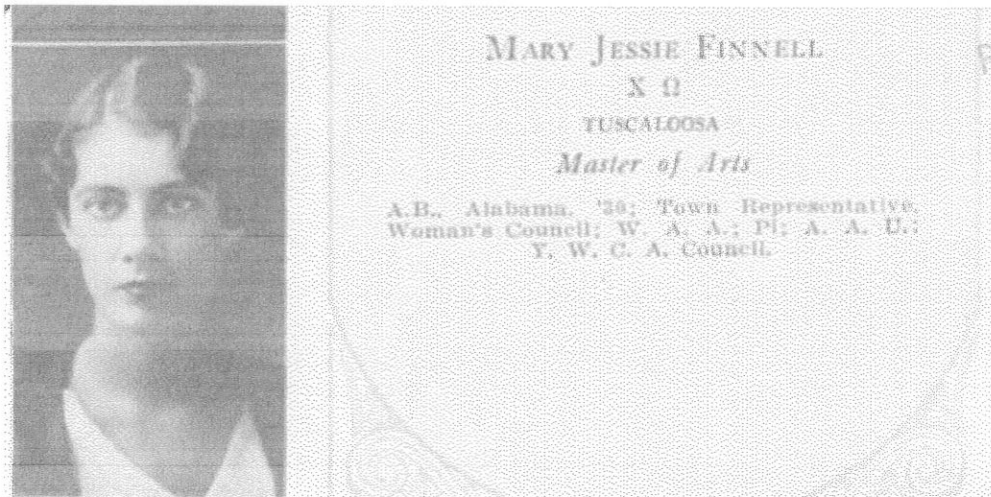 MARY JESSIE FINNELL
Χ Ω
TUSCALOOSA
Master of Arts
A.B., Alabama, '30; Town Representative,
Woman's Council; W. A. A.; Pi; A. A. U.;
Y. W. C. A. Council.